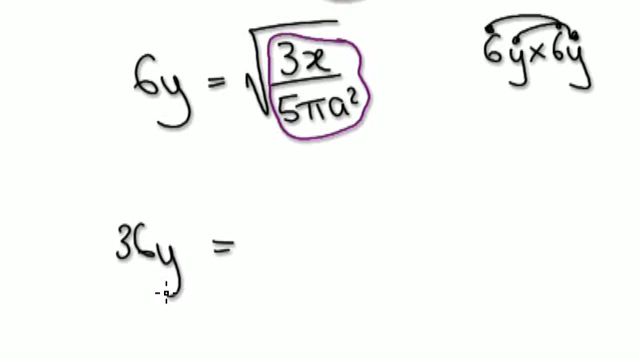 6y = √(3x/5πa²)
6y×6y
36y =